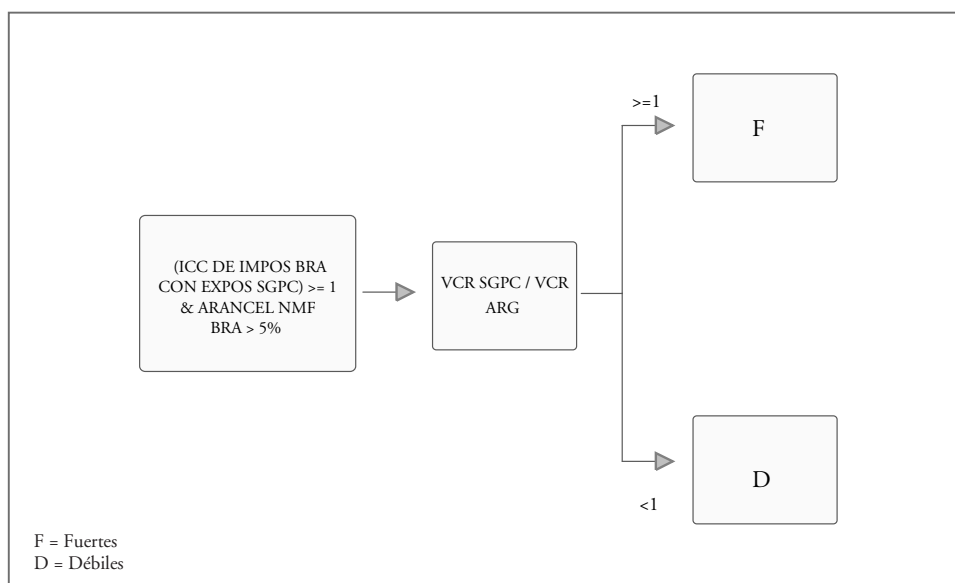 (ICC DE IMPOS BRA
CON EXPOS SGPC) >= 1
& ARANCEL NMF
BRA > 5%
VCR SGPC / VCR
ARG
>=1
F
<1
D
F = Fuertes
D = Débiles